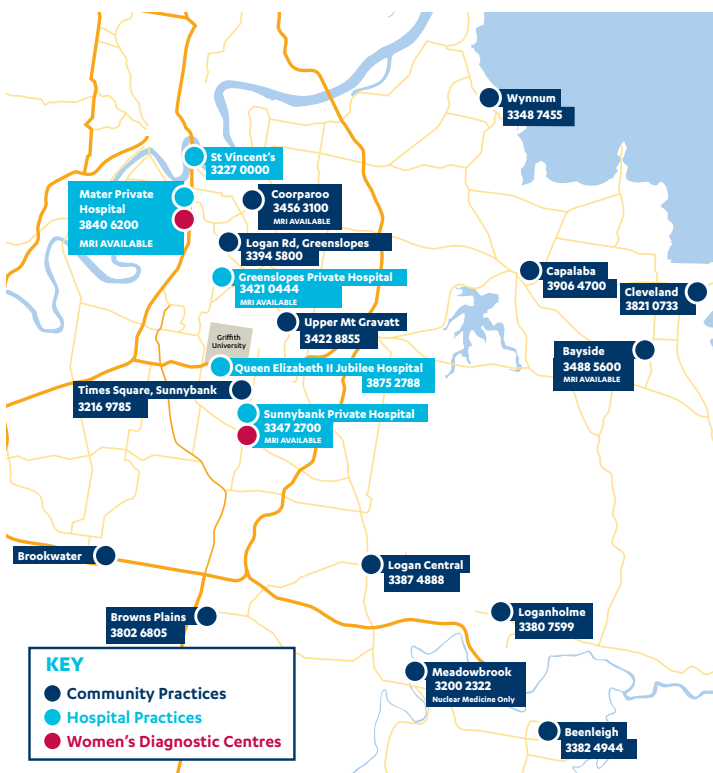 Wynnum
3348 7455
St Vincent's
3227 0000
Mater Private
Hospital
3840 6200
MRI AVAILABLE
Coorparoo
3456 3100
MRI AVAILABLE
Logan Rd, Greenslopes
3394 5800
Greenslopes Private Hospital
3421 0444
MRI AVAILABLE
Capalaba
3906 4700
Cleveland
3821 0733
Upper Mt Gravatt
3422 8855
Griffith
University
Bayside
3488 5600
MRI AVAILABLE
Queen Elizabeth II Jubilee Hospital
3875 2788
Times Square, Sunnybank
3216 9785
Sunnybank Private Hospital
3347 2700
MRI AVAILABLE
Brookwater
Logan Central
3387 4888
Browns Plains
3802 6805
Loganholme
3380 7599
Meadowbrook
3200 2322
Nuclear Medicine Only
Beenleigh
3382 4944
KEY
Community Practices
Hospital Practices
Women's Diagnostic Centres